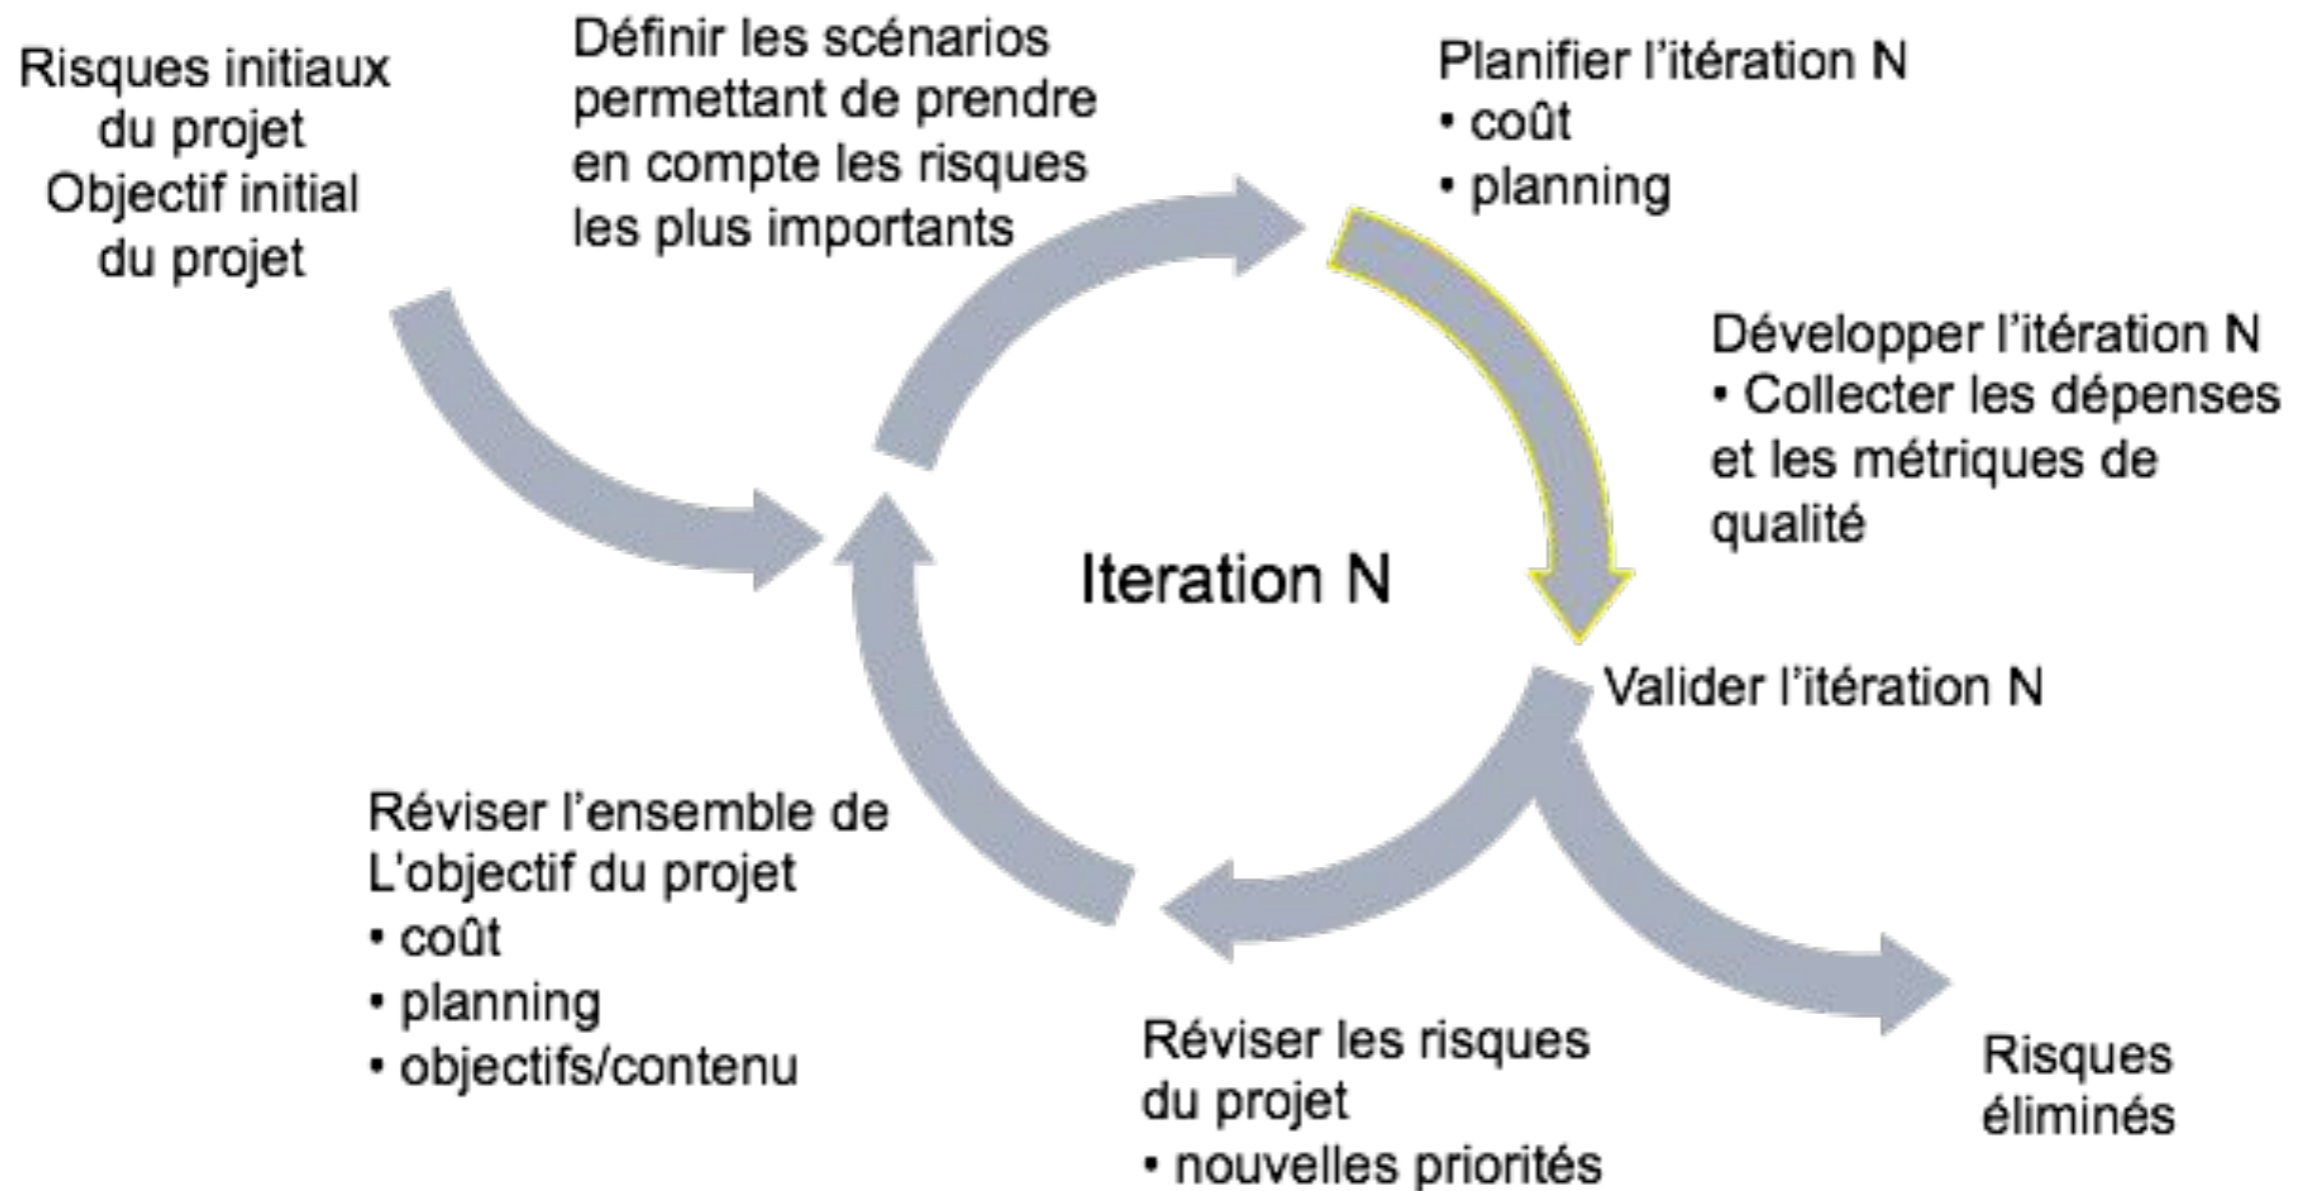 Risques initiaux
du projet
Objectif initial
du projet
Définir les scénarios
permettant de prendre
en compte les risques
les plus importants
Planifier l'itération N
• coût
• planning
Développer l'itération N
• Collecter les dépenses
et les métriques de
qualité
Iteration N
Valider l'itération N
Réviser l'ensemble de
L'objectif du projet
• coût
• planning
• objectifs/contenu
Réviser les risques
du projet
• nouvelles priorités
Risques
éliminés